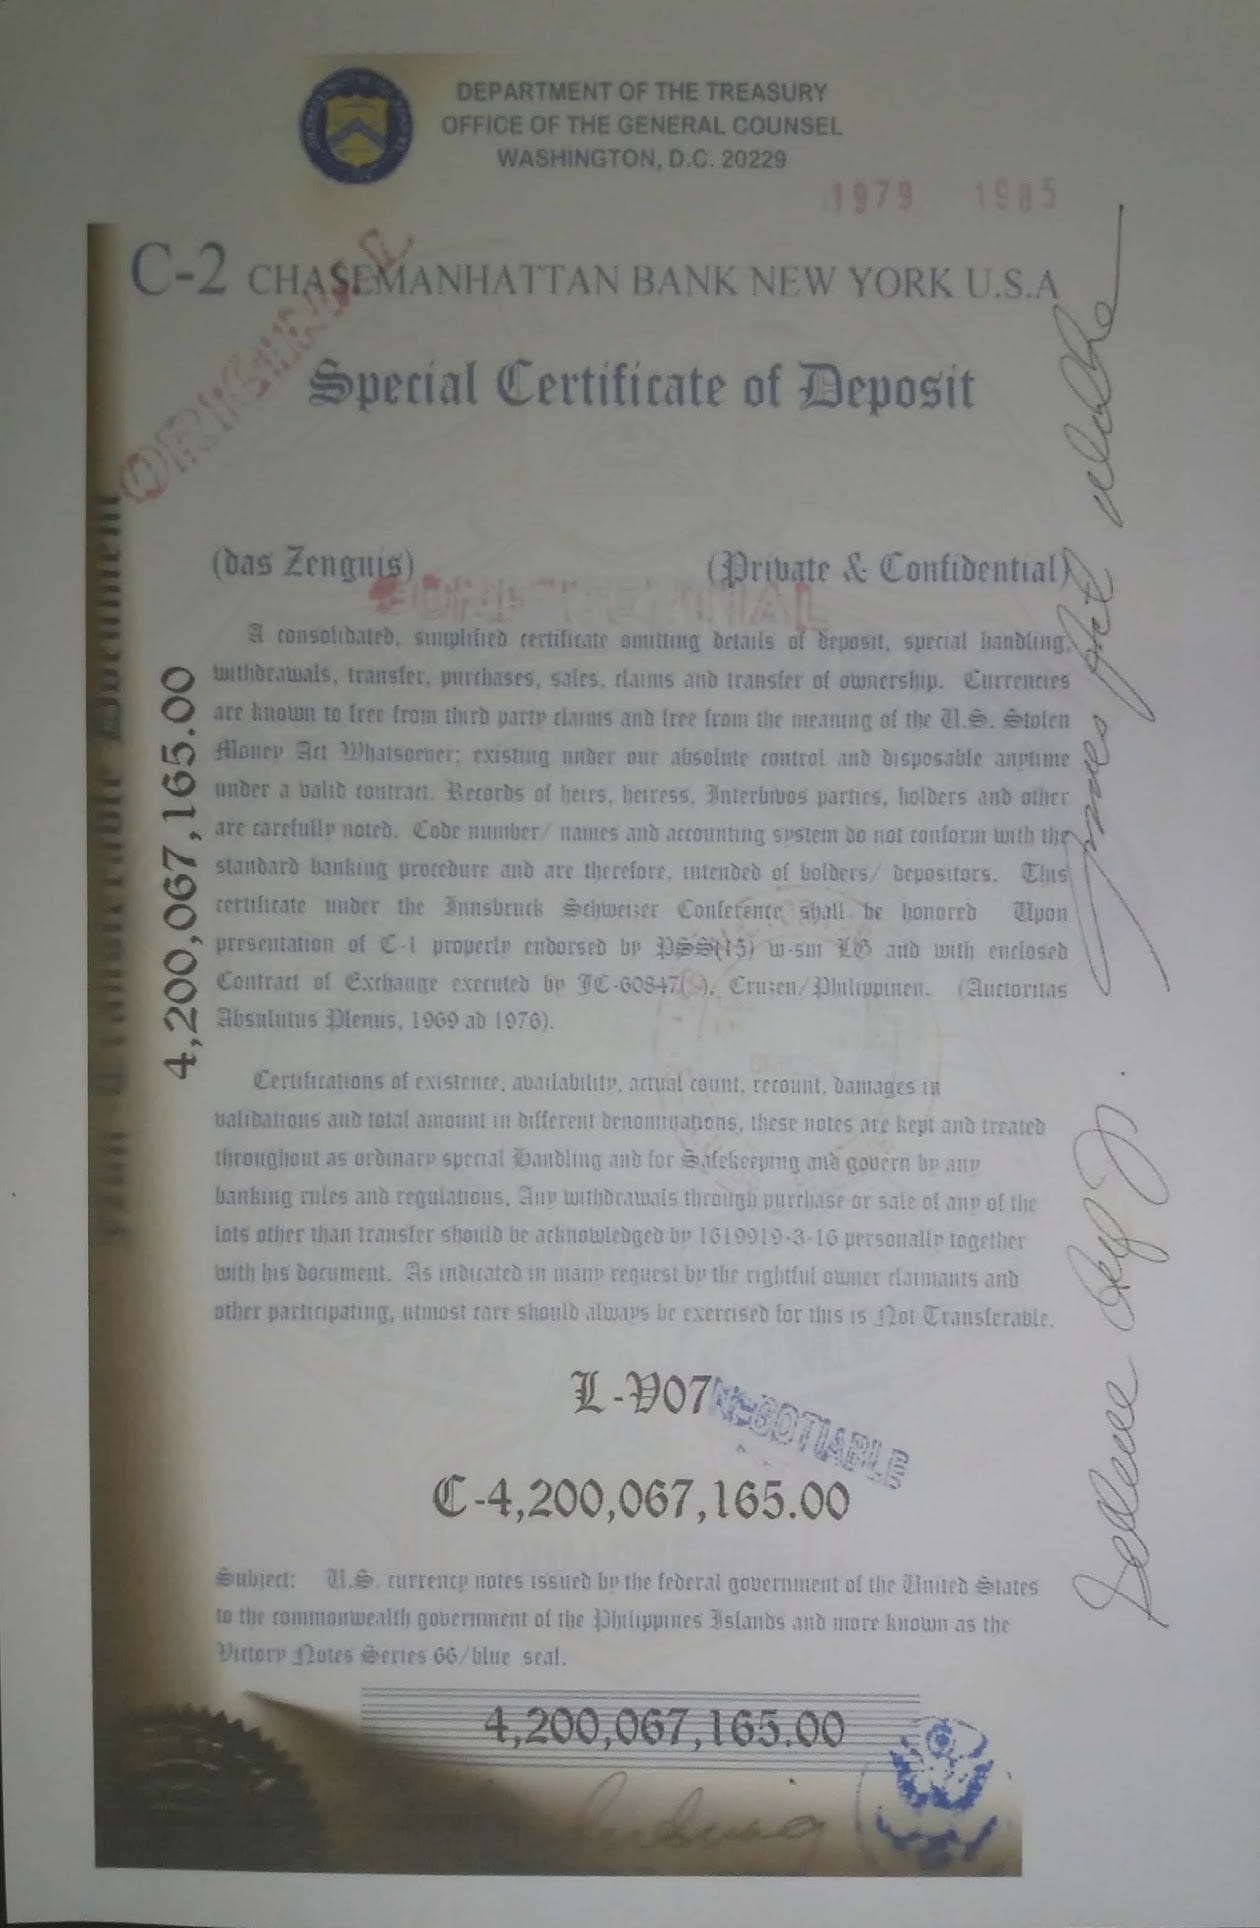 DEPARTMENT OF THE TREASURY
OFFICE OF THE GENERAL COUNSEL
WASHINGTON, D.C. 20229
1979 1985
C-2 CHASEMANHATTAN BANK NEW YORK U.S.A
ORIGINAL
Special Certificate of Deposit
(das Zenguis) (Private & Confidential)
CONFIDENTIAL
A consolidated, simplified certificate omitting details of deposit, special handling,
withdrawals, transfer, purchases, sales, claims and transfer of ownership. Currencies
are known to free from third party claims and free from the meaning of the U.S. Stolen
Money Act Whatsoever; existing under our absolute control and disposable anytime
under a valid contract. Records of heirs, heiress, Interbivos parties, holders and other
are carefully noted. Code number/ names and accounting system do not conform with the
standard banking procedure and are therefore, intended of holders/ depositors. This
certificate under the Innsbruck Schweizer Conference shall be honored Upon
presentation of C-1 properly endorsed by PSS(15) w-sm LG and with enclosed
Contract of Exchange executed by JC-60847( ), Cruzen/Philippinen. (Auctoritas
Absulutus Plenus, 1969 ab 1976).
Certifications of existence, availability, actual count, recount, damages in
validations and total amount in different denominations, these notes are kept and treated
throughout as ordinary special Handling and for Safekeeping and govern by any
banking rules and regulations, Any withdrawals through purchase or sale of any of the
lots other than transfer should be acknowledged by 1619919-3-16 personally together
with his document. As indicated in many request by the rightful owner claimants and
other participating, utmost care should always be exercised for this is Not Transferable.
L-V07
NEGOTIABLE
C-4,200,067,165.00
Subject: U.S. currency notes issued by the federal government of the United States
to the commonwealth government of the Philippines Islands and more known as the
Victory Notes Series 66/blue seal.
4,200,067,165.00
4,200,067,165.00
Non Transferrable Document